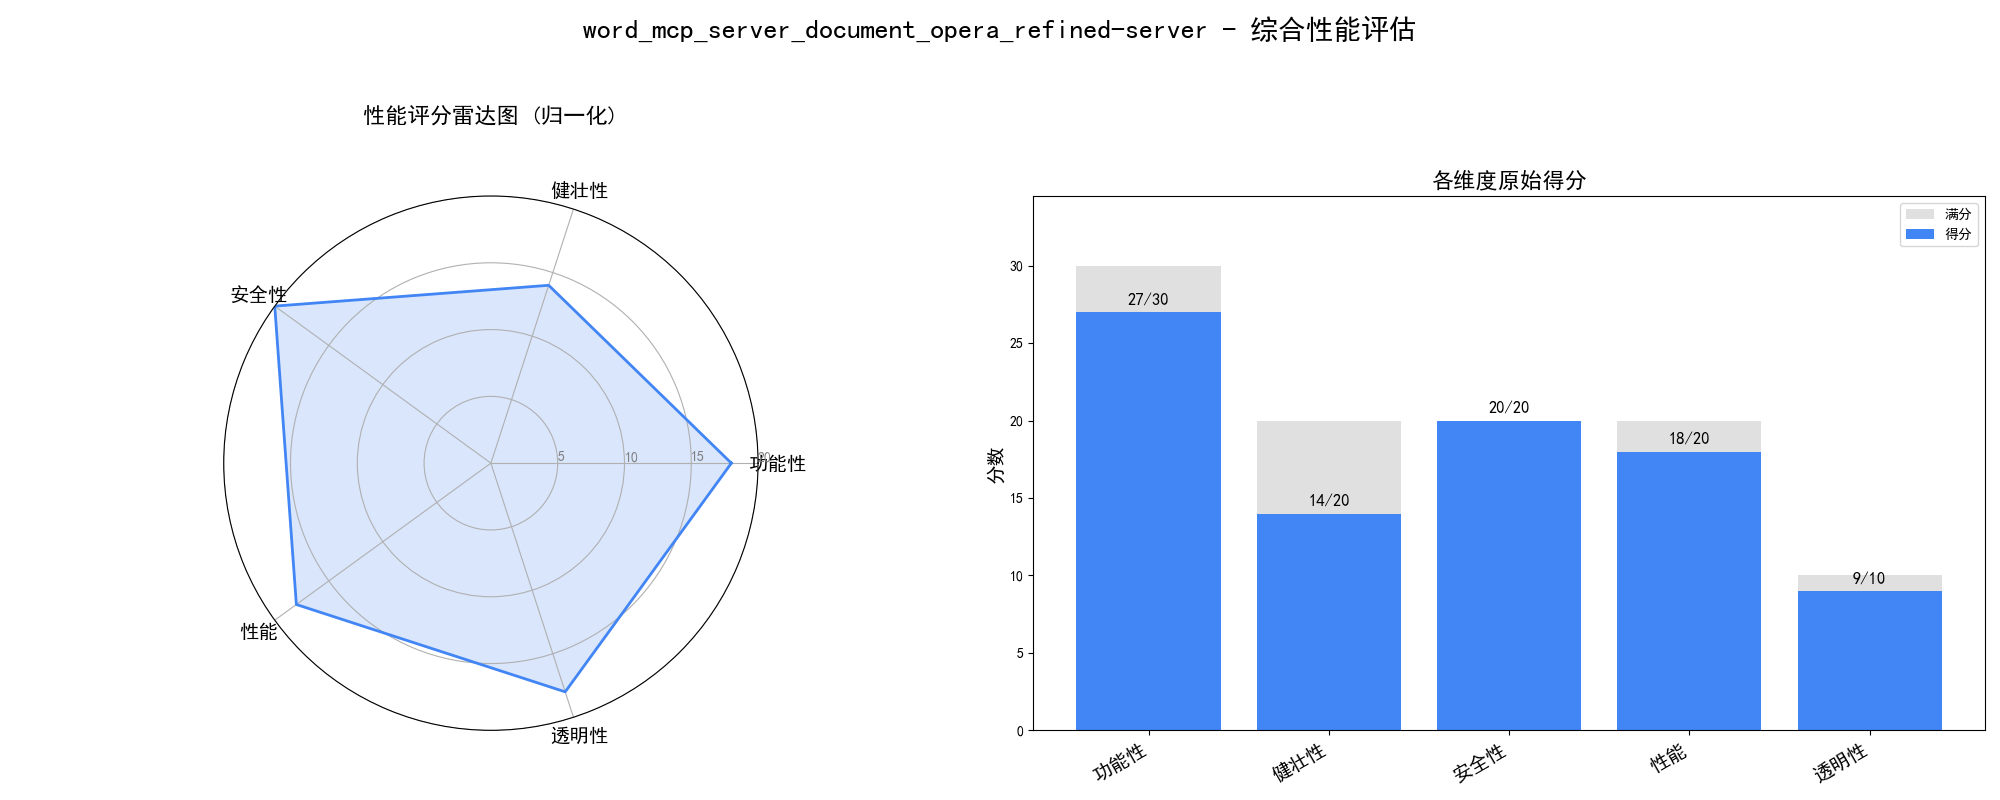 word_mcp_server_document_opera_refined-server - 综合性能评估
性能评分雷达图 (归一化)
健壮性
安全性
功能性
性能
透明性
5
10
15
20
各维度原始得分
满分
得分
分数
30
25
20
15
10
5
0
27/30
14/20
20/20
18/20
9/10
功能性
健壮性
安全性
性能
透明性